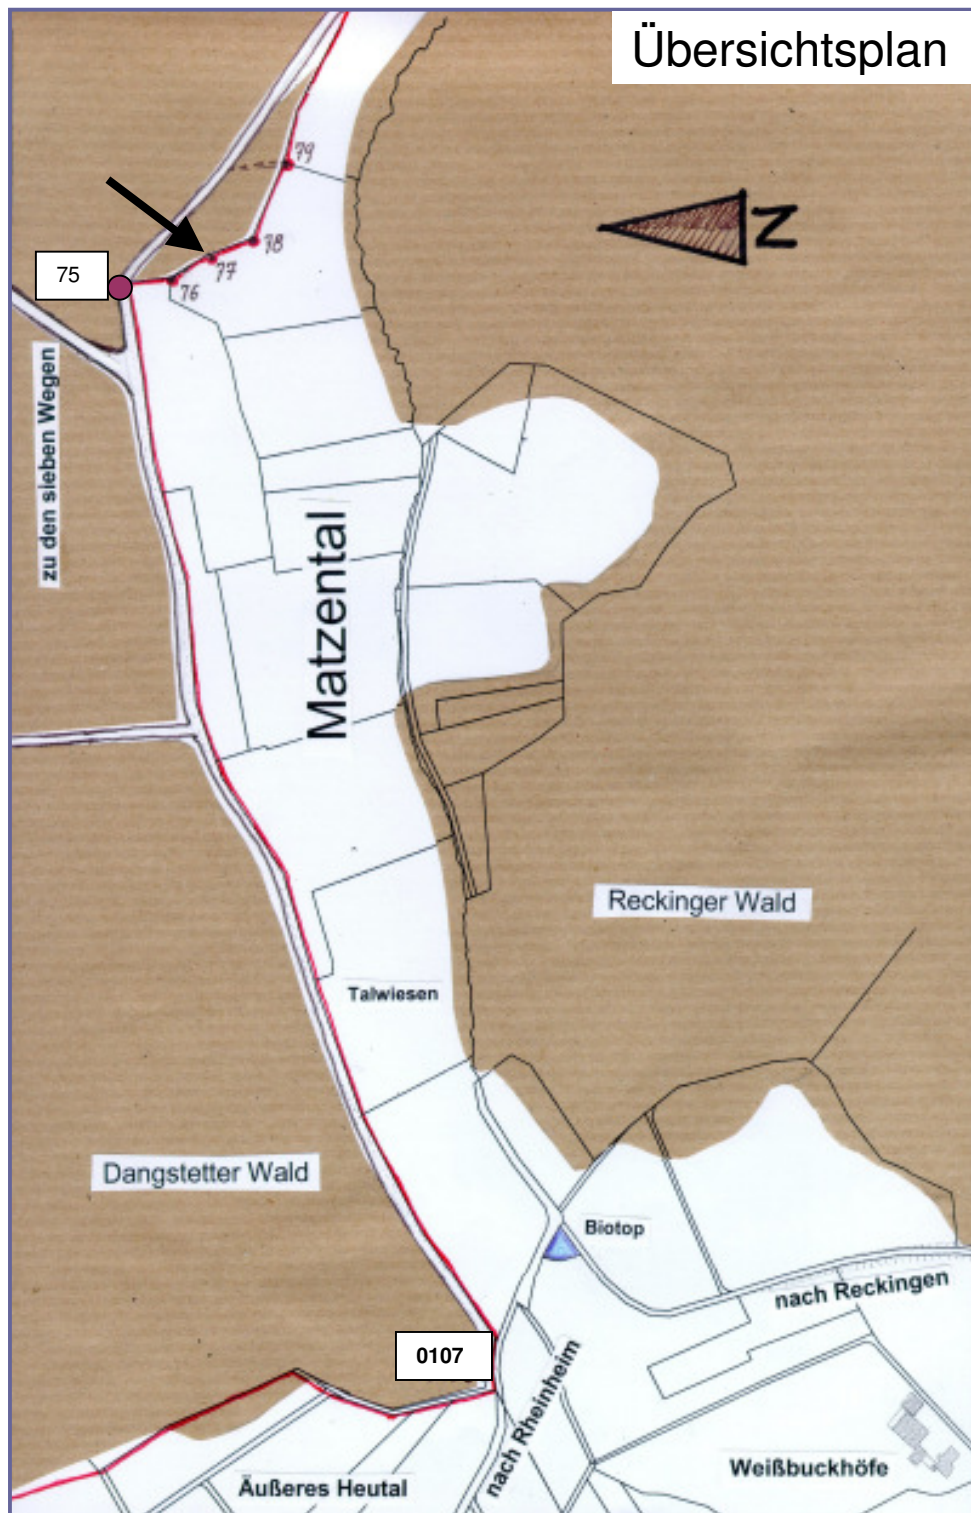 Übersichtsplan
79
78
77
76
75
N
zu den sieben Wegen
Matzental
Reckinger Wald
Talwiesen
Dangstetter Wald
Biotop
nach Reckingen
0107
nach Rheinheim
Weißbuckhöfe
Äußeres Heutal